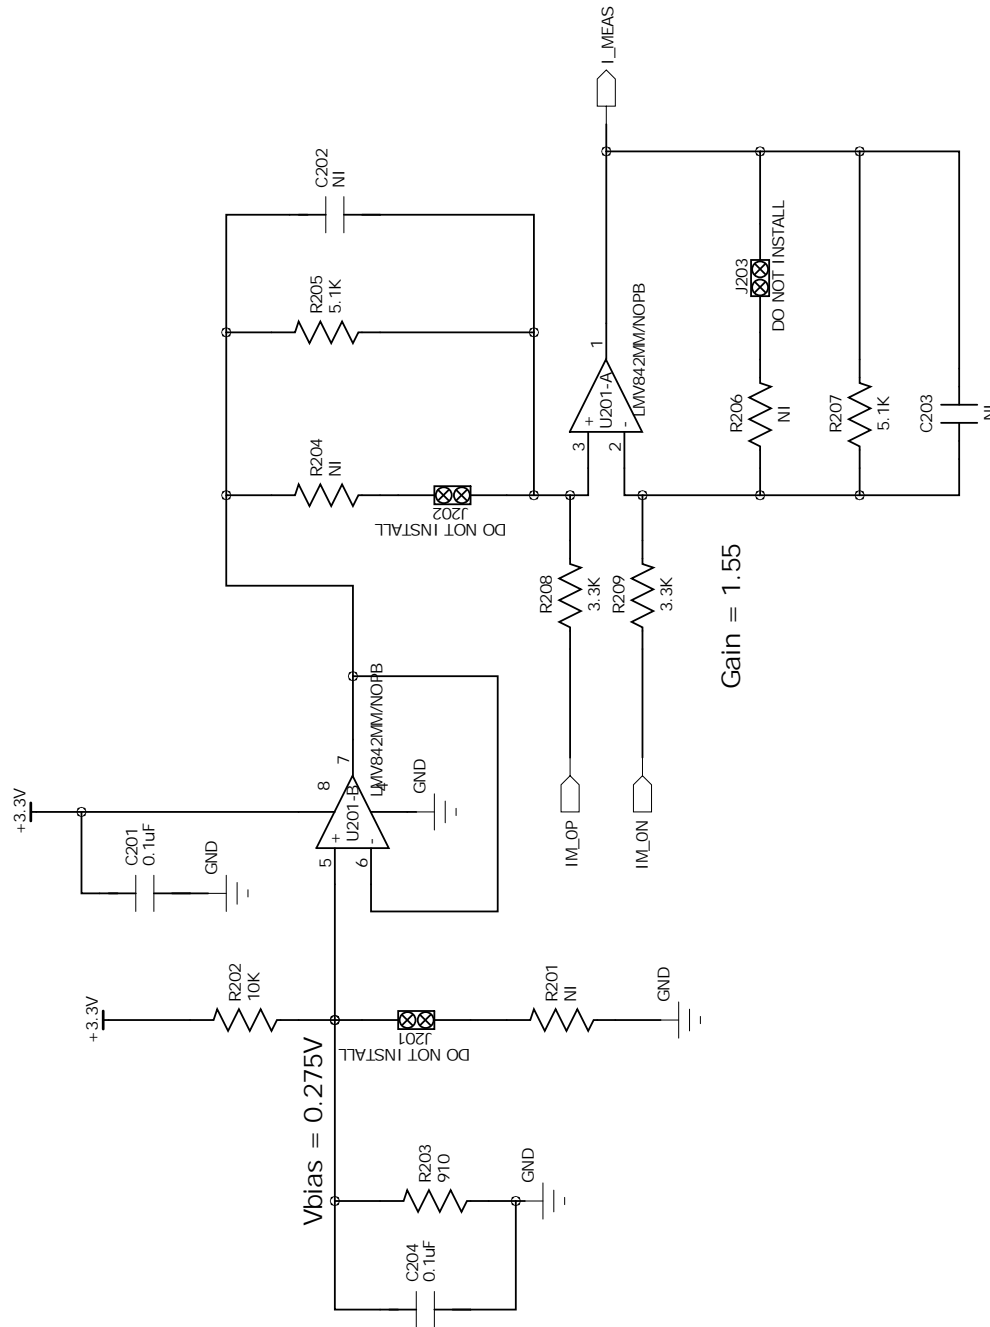 +3.3V
C201
0.1uF
GND
+3.3V
R202
10K
Vbias = 0.275V
J201
DO NOT INSTALL
R201
NI
GND
R203
910
GND
C204
0.1uF
5
6
+
-
U201-B
8
7
4
LMV842MM/NOPB
GND
R204
NI
J202
DO NOT INSTALL
R205
5.1K
C202
NI
IM_0P
IM_0N
R208
3.3K
R209
3.3K
Gain = 1.55
3
2
+
-
U201-A
1
LMV842MM/NOPB
I_MEAS
R206
NI
J203
DO NOT INSTALL
R207
5.1K
C203
NI